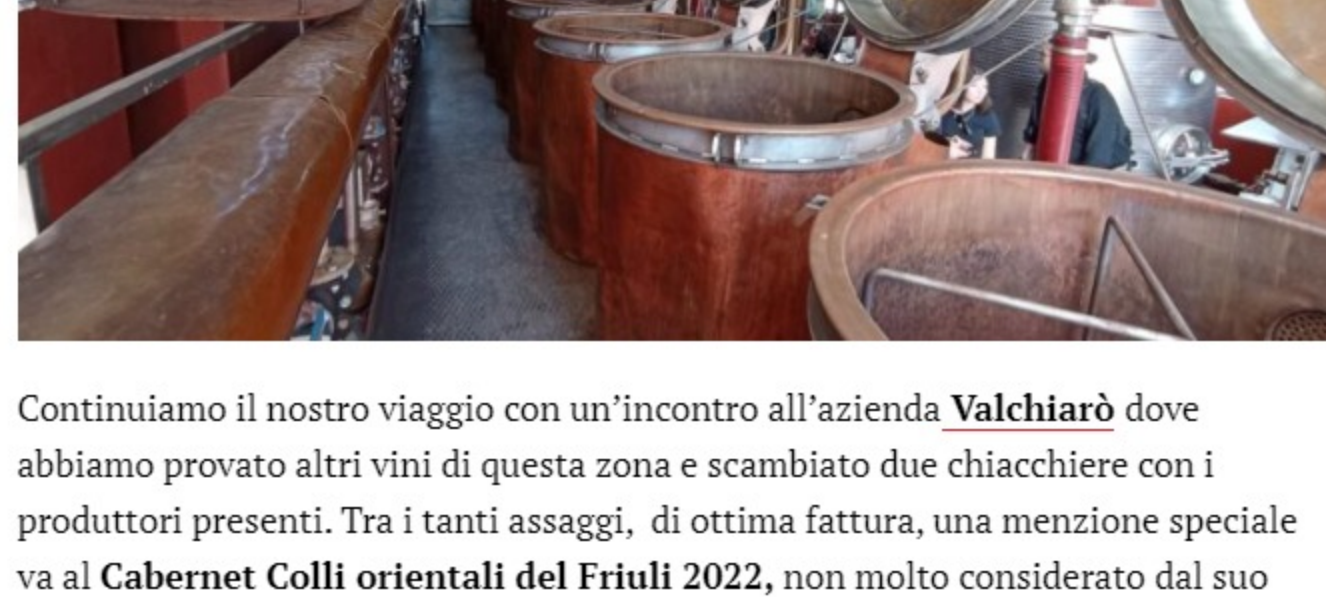 Continuiamo il nostro viaggio con un’incontro all’azienda Valchiarò dove
abbiamo provato altri vini di questa zona e scambiato due chiacchiere con i
produttori presenti. Tra i tanti assaggi,  di ottima fattura, una menzione speciale
va al Cabernet Colli orientali del Friuli 2022, non molto considerato dal suo